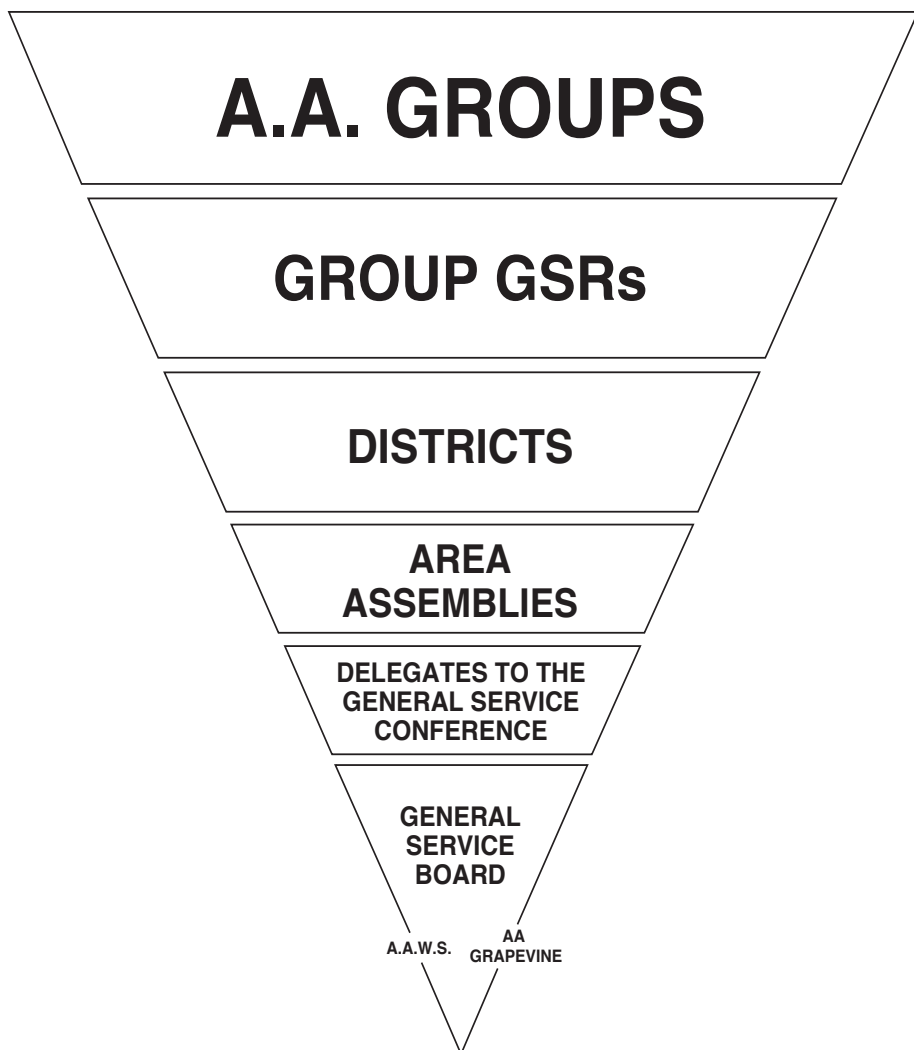 A.A. GROUPS
GROUP GSRs
DISTRICTS
AREA
ASSEMBLIES
DELEGATES TO THE
GENERAL SERVICE
CONFERENCE
GENERAL
SERVICE
BOARD
A.A.W.S.
AA
GRAPEVINE